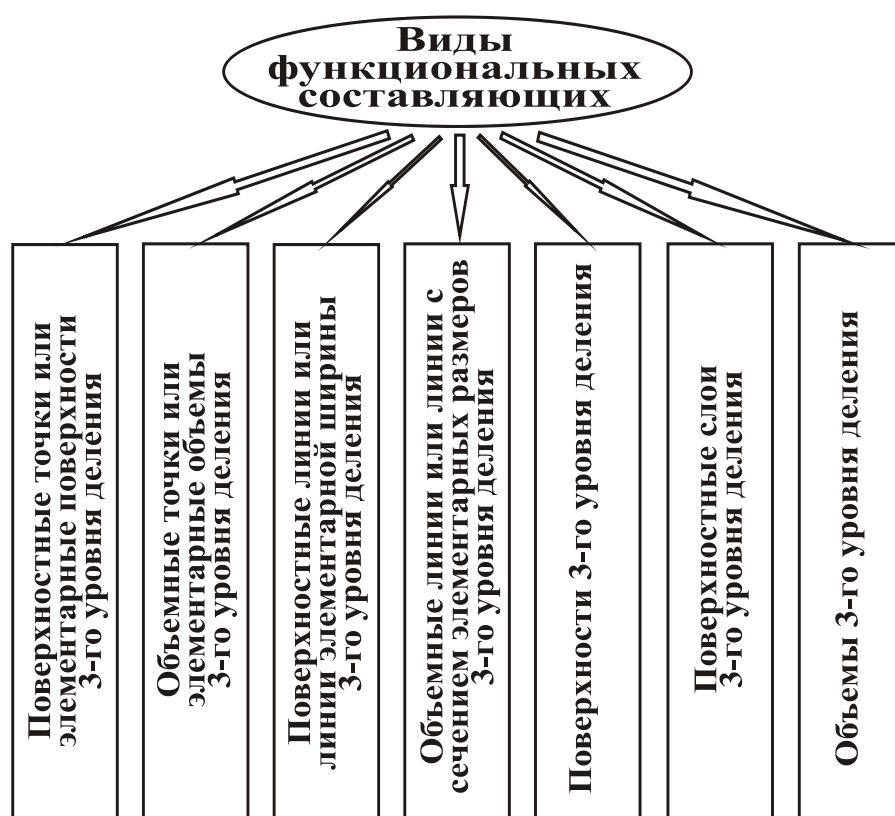 Виды
функциональных
составляющих
Поверхностные точки или
элементарные поверхности
3-го уровня деления
Объемные точки или
элементарные объемы
3-го уровня деления
Поверхностные линии или
линии элементарной ширины
3-го уровня деления
Объемные линии или линии с
сечением элементарных размеров
3-го уровня деления
Поверхности 3-го уровня деления
Поверхностные слои
3-го уровня деления
Объемы 3-го уровня деления